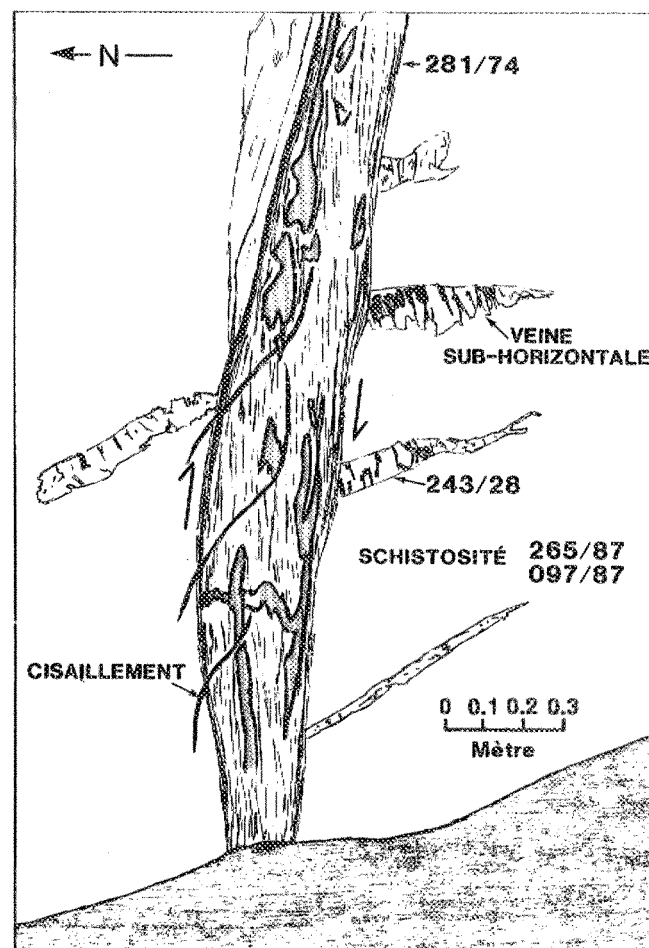 N
281/74
VEINE
SUB-HORIZONTALE
243/28
SCHISTOSITÉ 265/87
097/87
CISAILLEMENT
0 0.1 0.2 0.3
Mètre